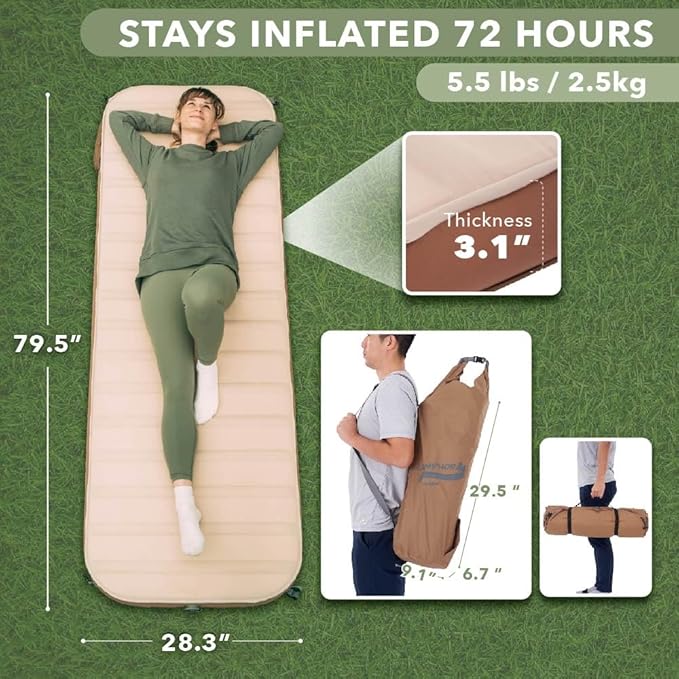 STAYS INFLATED 72 HOURS
5.5 lbs / 2.5kg
Thickness
3.1"
79.5"
29.5"
9.1" / 6.7"
28.3"